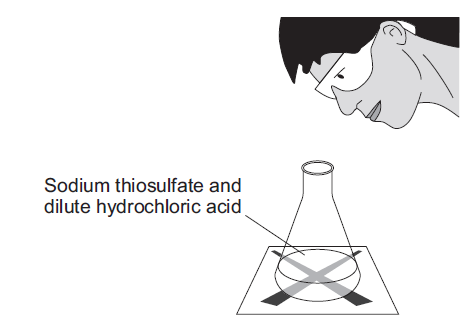 Sodium thiosulfate and
dilute hydrochloric acid